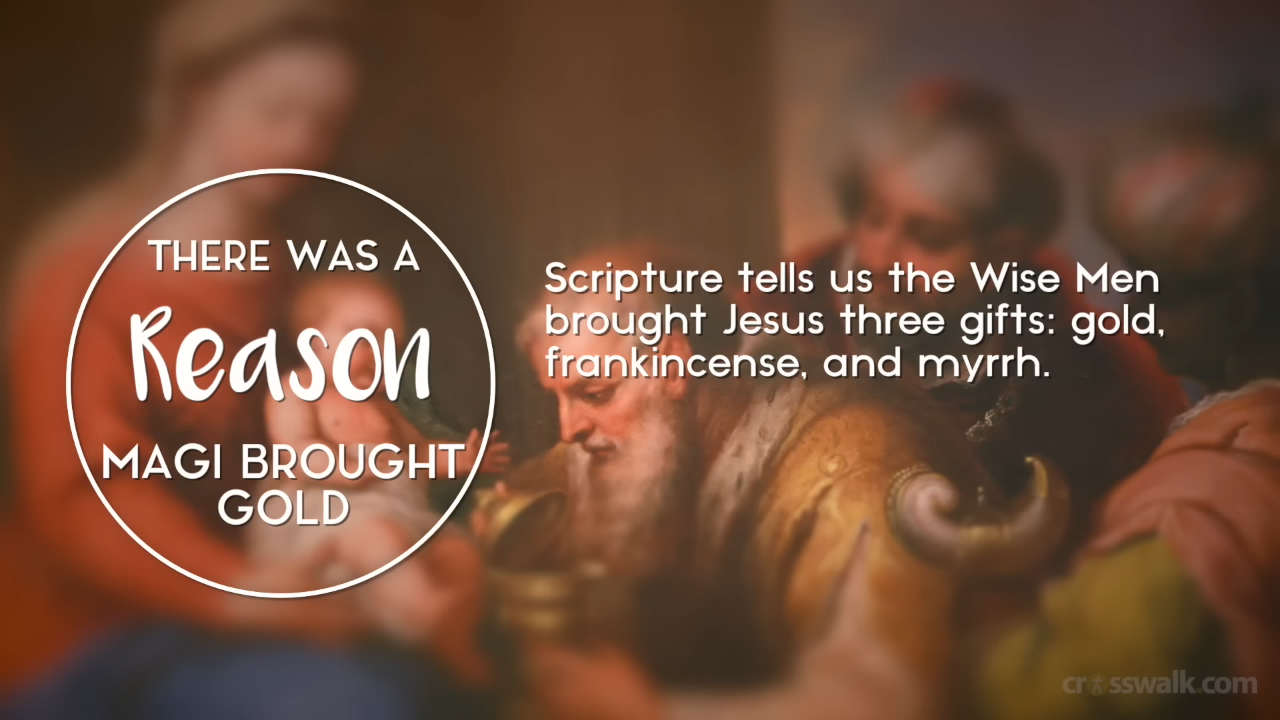 THERE WAS A
Reason
MAGI BROUGHT
GOLD
Scripture tells us the Wise Men
brought Jesus three gifts: gold,
frankincense, and myrrh.
crosswalk.com